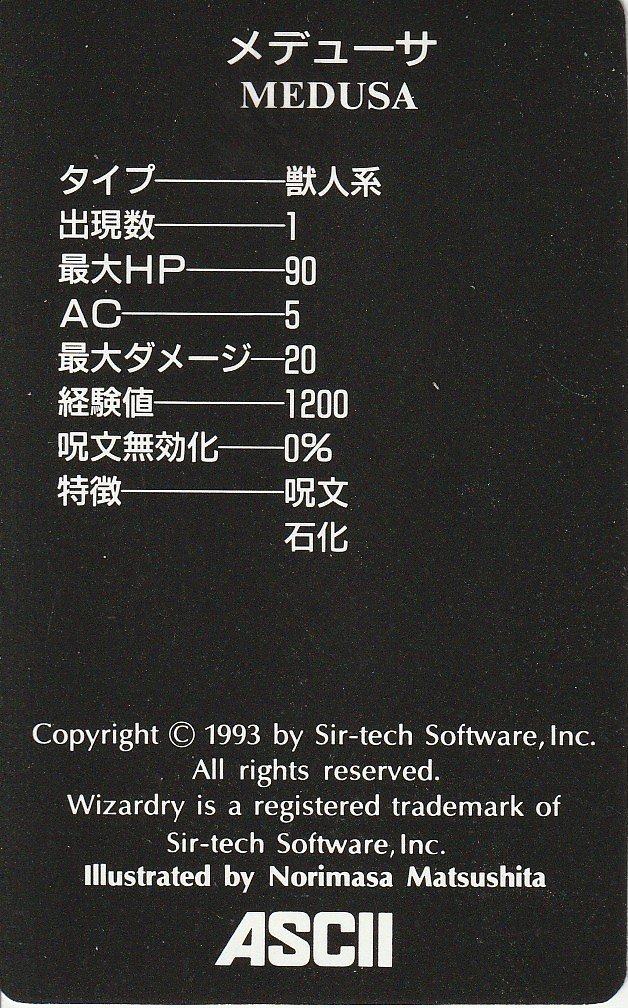 メデューサ
MEDUSA
タイプ————獣人系
出現数————1
最大HP———90
AC—————5
最大ダメージ—20
経験値————1200
呪文無効化——0%
特徴—————呪文
石化
Copyright © 1993 by Sir-tech Software, Inc.
All rights reserved.
Wizardry is a registered trademark of
Sir-tech Software, Inc.
Illustrated by Norimasa Matsushita
ASCII